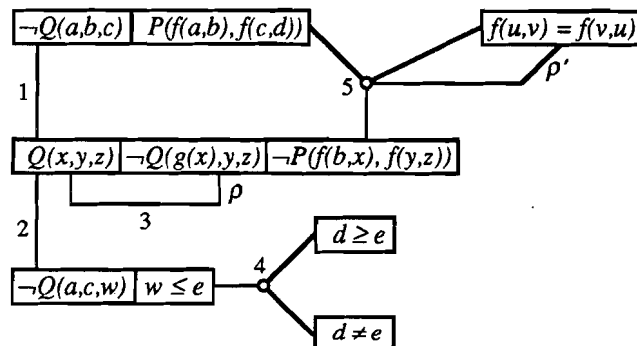 ¬Q(a,b,c) P(f(a,b), f(c,d)) f(u,v) = f(v,u)
ρ'
1
5
Q(x,y,z) ¬Q(g(x),y,z) ¬P(f(b,x), f(y,z))
ρ
3
2
d ≥ e
4
¬Q(a,c,w) w ≤ e
d ≠ e